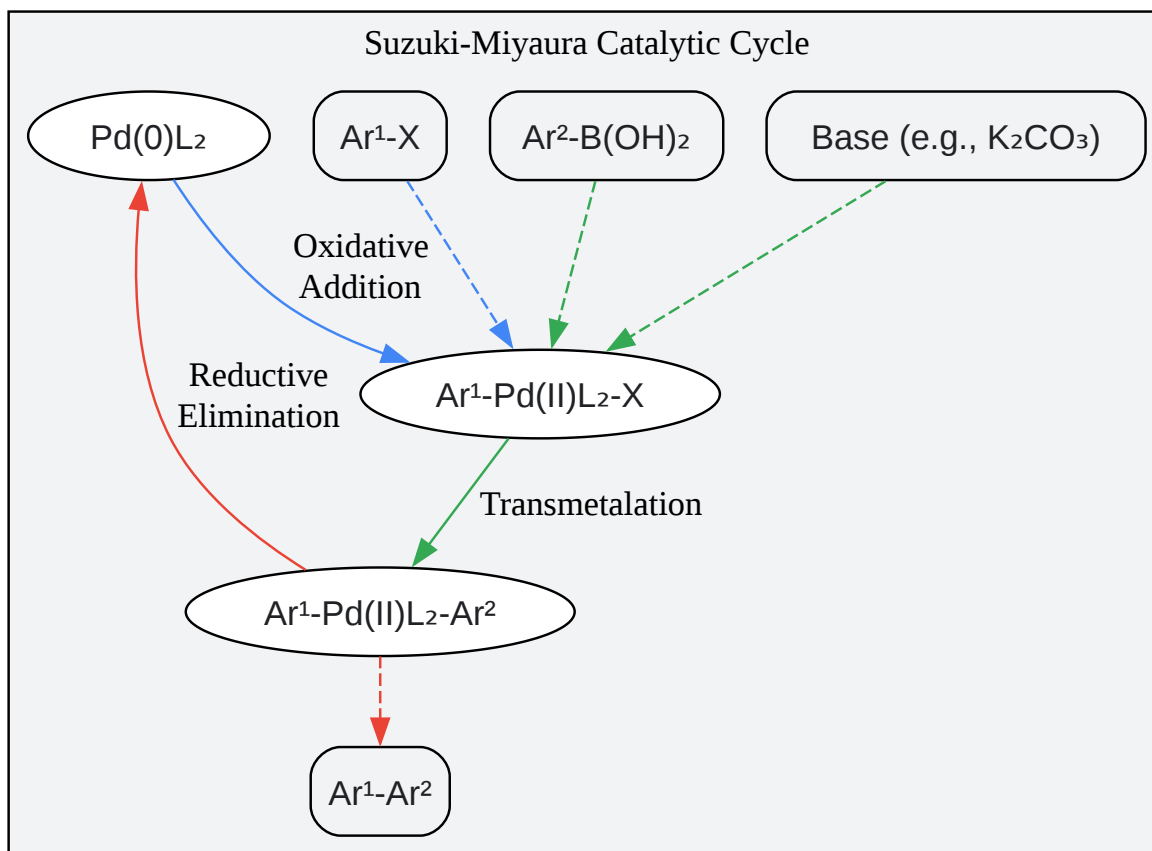 Suzuki-Miyaura Catalytic Cycle
Pd(0)L₂
Ar¹-X
Ar²-B(OH)₂
Base (e.g., K₂CO₃)
Oxidative
Addition
Reductive
Elimination
Ar¹-Pd(II)L₂-X
Transmetalation
Ar¹-Pd(II)L₂-Ar²
Ar¹-Ar²